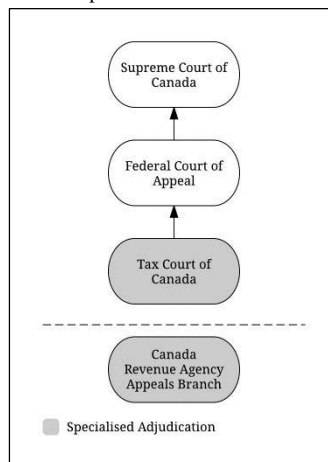 Supreme Court of
Canada
Federal Court of
Appeal
Tax Court of
Canada
Canada
Revenue Agency
Appeals Branch
Specialised Adjudication